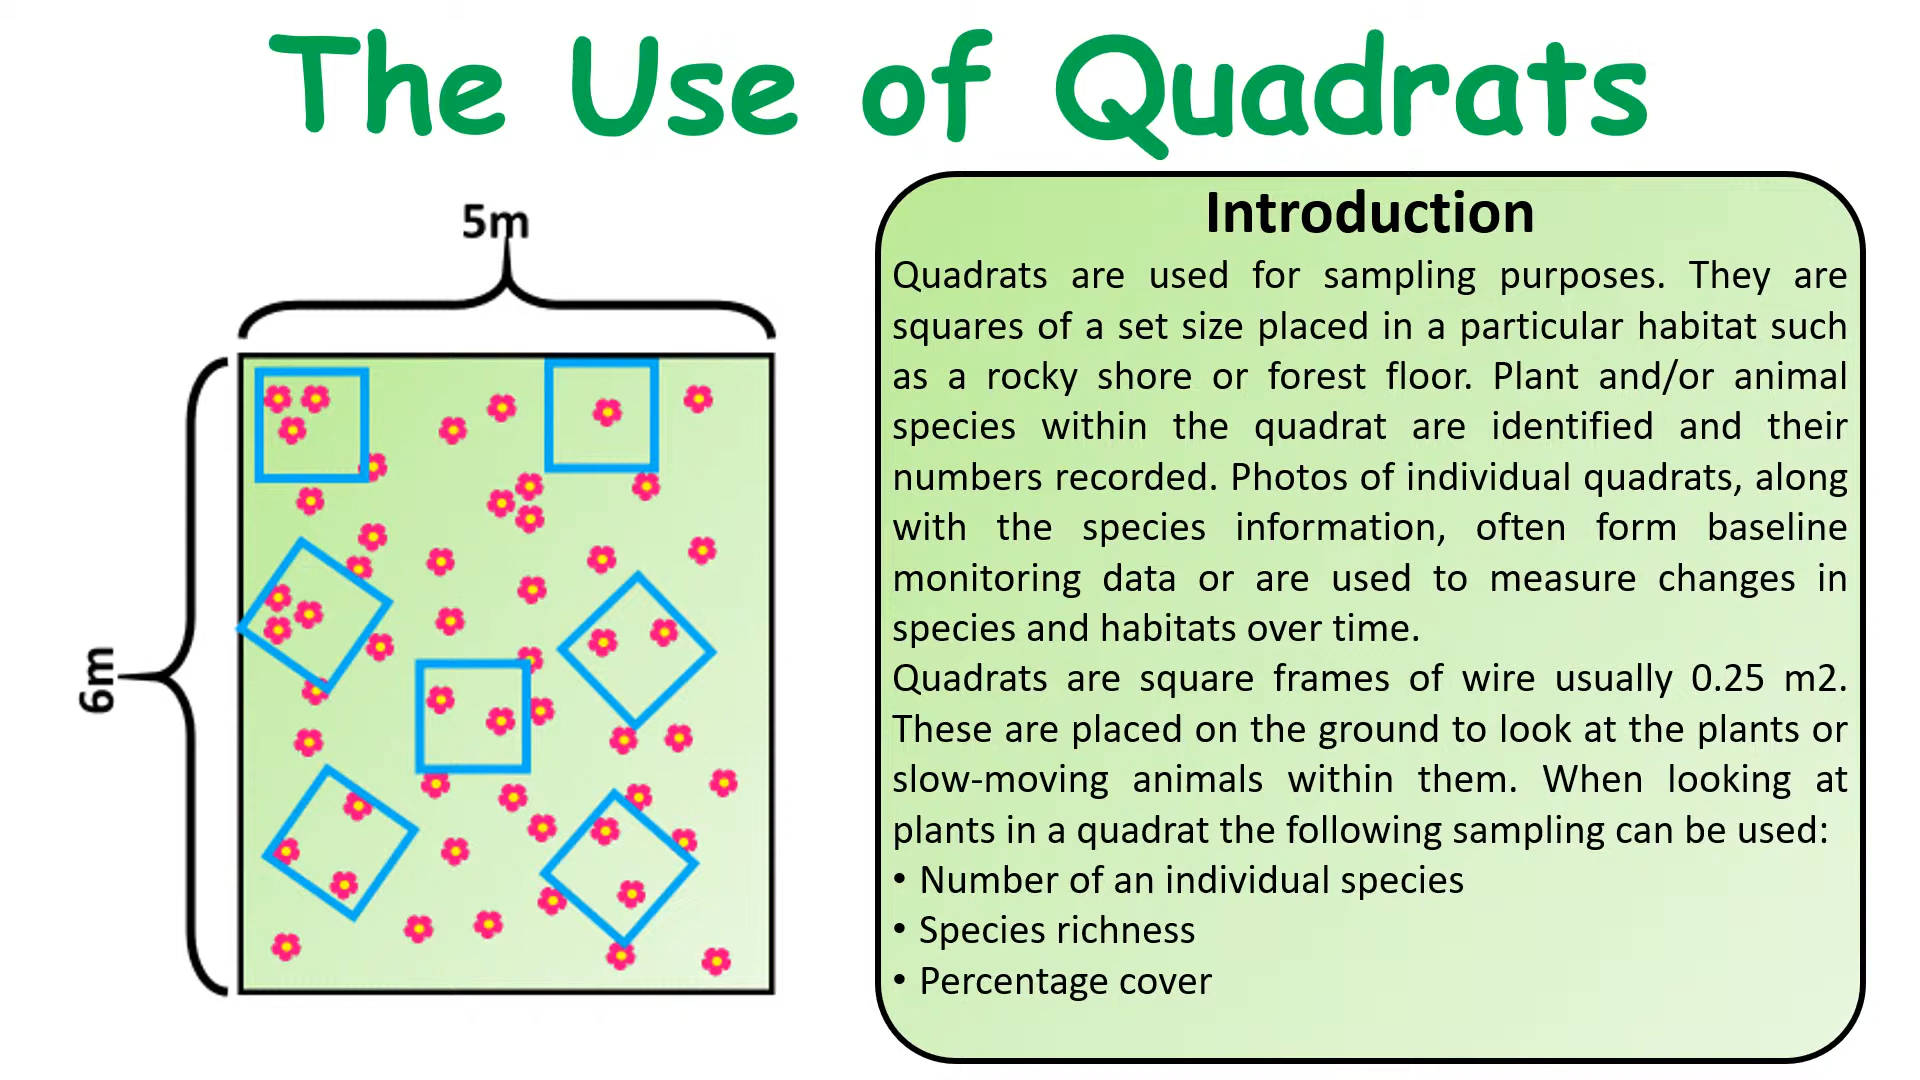 The Use of Quadrats
5m
6m
Introduction
Quadrats are used for sampling purposes. They are
squares of a set size placed in a particular habitat such
as a rocky shore or forest floor. Plant and/or animal
species within the quadrat are identified and their
numbers recorded. Photos of individual quadrats, along
with the species information, often form baseline
monitoring data or are used to measure changes in
species and habitats over time.
Quadrats are square frames of wire usually 0.25 m2.
These are placed on the ground to look at the plants or
slow-moving animals within them. When looking at
plants in a quadrat the following sampling can be used:
• Number of an individual species
• Species richness
• Percentage cover